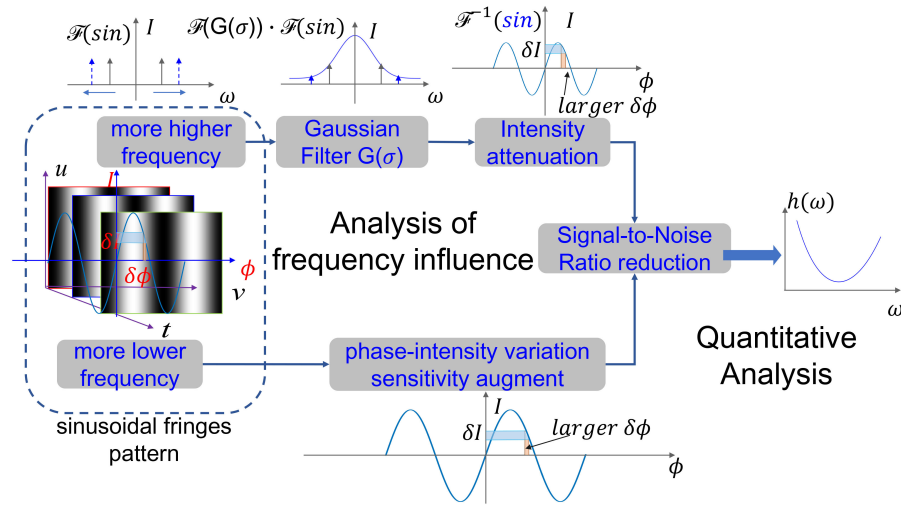 ℱ(sin)
I
ω
ℱ(G(σ)) · ℱ(sin)
I
ω
ℱ⁻¹(sin)
I
δI
ϕ
larger δϕ
more higher
frequency
Gaussian
Filter G(σ)
Intensity
attenuation
u
I
δI
δϕ
ϕ
v
t
Analysis of
frequency influence
Signal-to-Noise
Ratio reduction
h(ω)
ω
more lower
frequency
phase-intensity variation
sensitivity augment
Quantitative
Analysis
sinusoidal fringes
pattern
I
δI
larger δϕ
ϕ